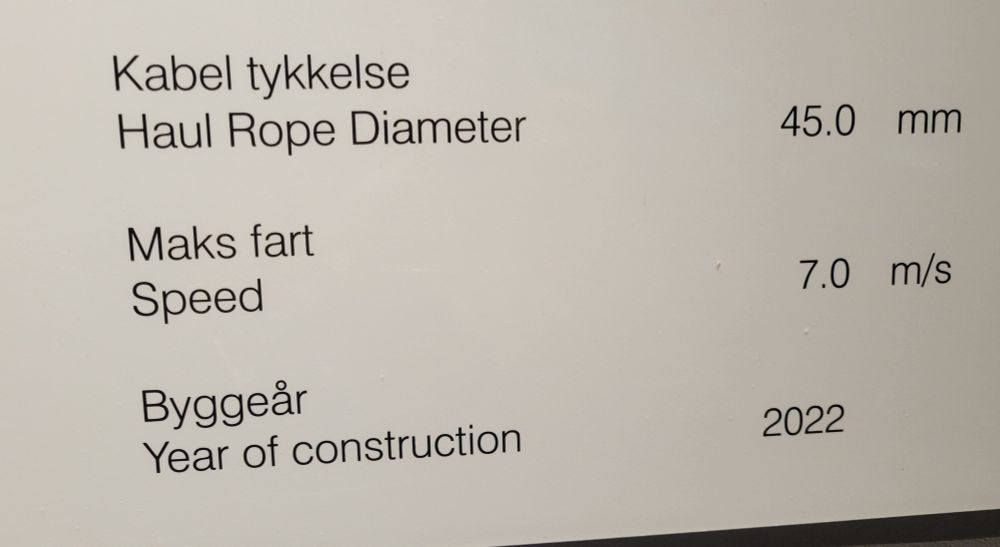 Kabel tykkelse
Haul Rope Diameter 45.0 mm
Maks fart
Speed 7.0 m/s
Byggeår
Year of construction 2022